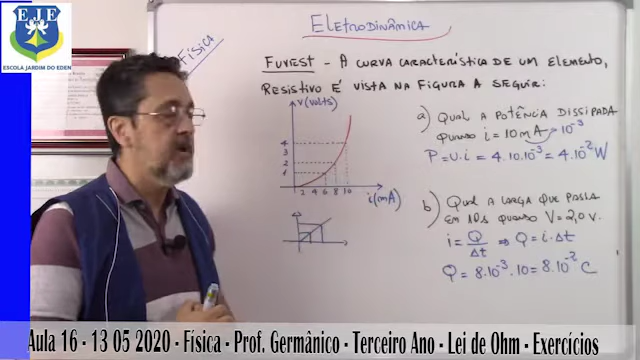 EJE
ESCOLA JARDIM DO EDEN
FÍSICA
ELETRODINÂMICA
FUVEST - A CURVA CARACTERÍSTICA DE UM ELEMENTO,
RESISTIVO É VISTA NA FIGURA A SEGUIR:
V(volts)
4
3
2
1
2 4 6 8 10
i(mA)
a) QUAL A POTÊNCIA DISSIPADA
QUANDO i = 10mA → 10⁻³
P = U.i = 4.10.10⁻³ = 4.10⁻² W
b) QUAL A CARGA QUE PASSA
EM 10s QUANDO V = 2,0 V.
i = Q/Δt ⇒ Q = i.Δt
Q = 8.10⁻³.10 = 8.10⁻² C
Aula 16 - 13 05 2020 - Física - Prof. Germânico - Terceiro Ano - Lei de Ohm - Exercícios